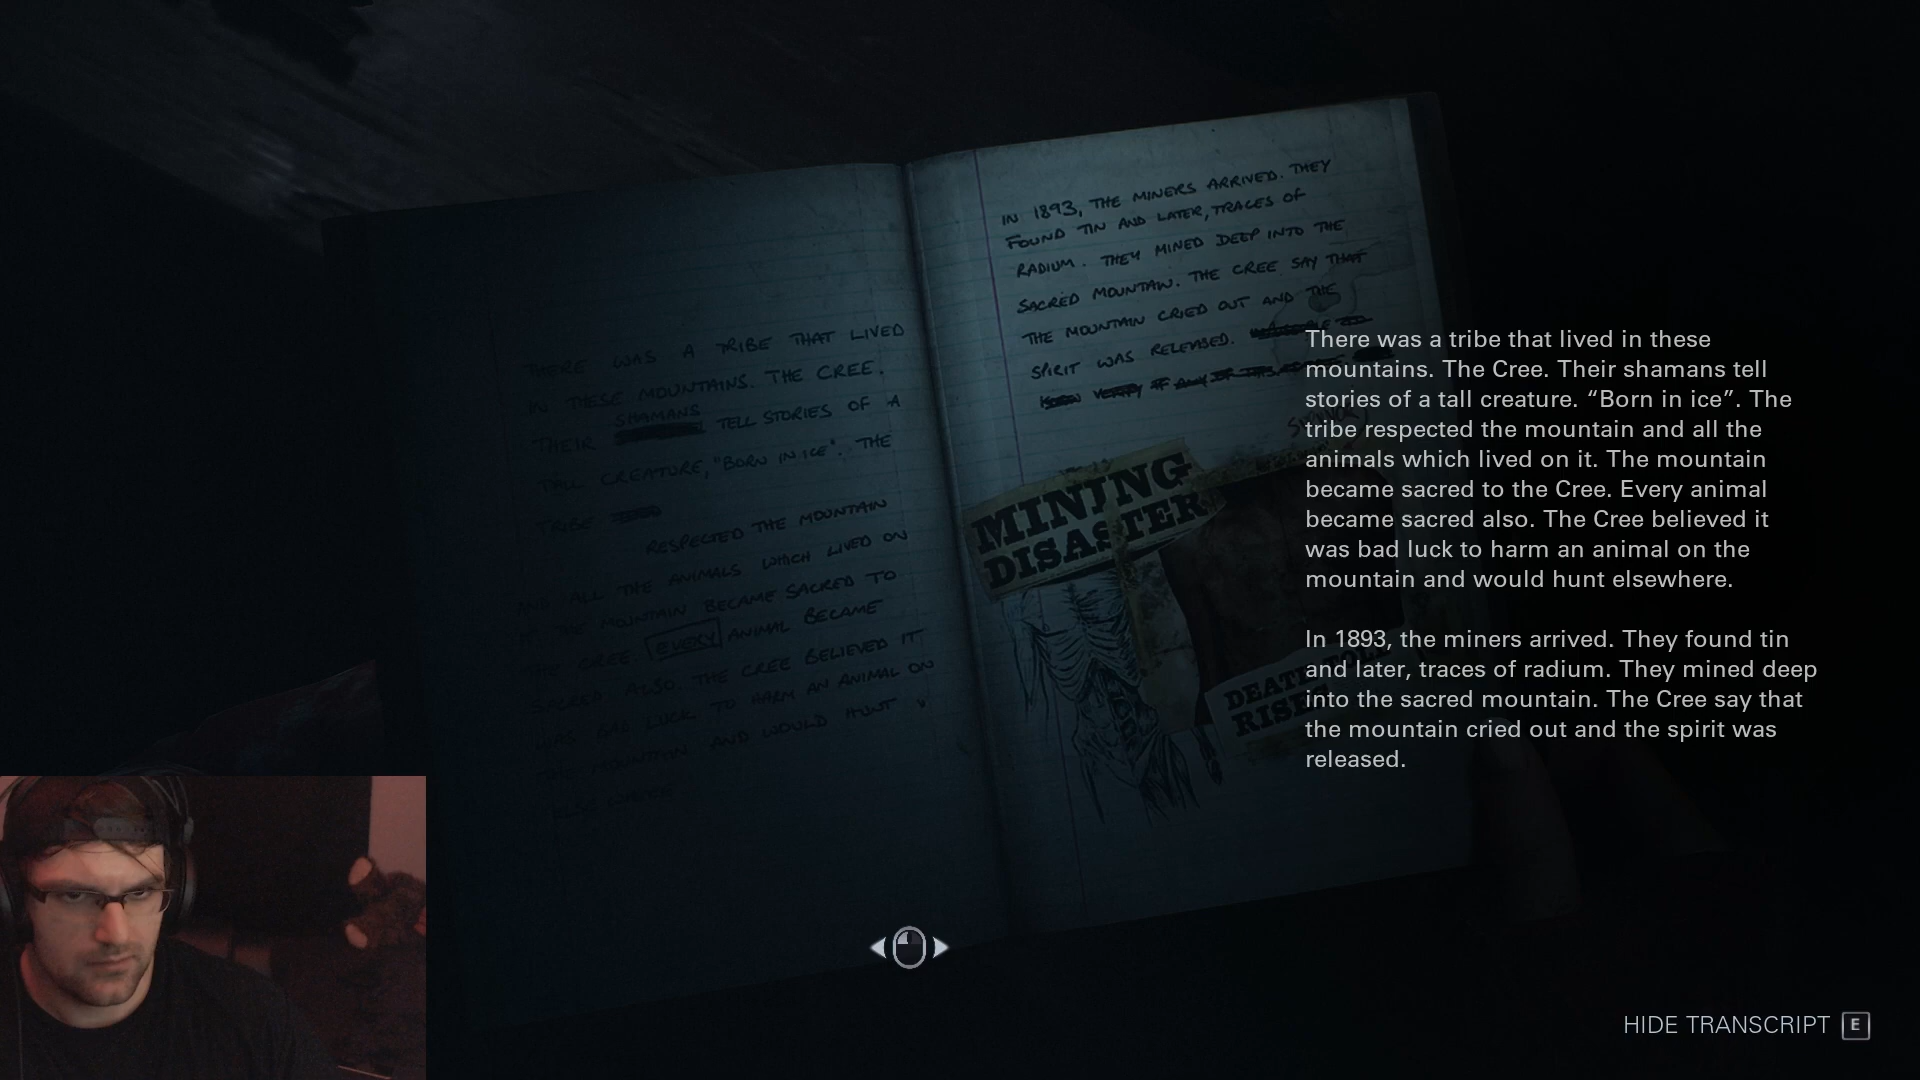 THERE WAS A TRIBE THAT LIVED
IN THESE MOUNTAINS. THE CREE.
SHAMANS
THEIR TELL STORIES OF A
TALL CREATURE, "BORN IN ICE". THE
TRIBE
RESPECTED THE MOUNTAIN
AND ALL THE ANIMALS WHICH LIVED ON
IT. THE MOUNTAIN BECAME SACRED TO
THE CREE. EVERY ANIMAL BECAME
SACRED ALSO. THE CREE BELIEVED IT
WAS BAD LUCK TO HARM AN ANIMAL ON
THE MOUNTAIN AND WOULD HUNT
ELSEWHERE.
IN 1893, THE MINERS ARRIVED. THEY
FOUND TIN AND LATER, TRACES OF
RADIUM. THEY MINED DEEP INTO THE
SACRED MOUNTAIN. THE CREE SAY THAT
THE MOUNTAIN CRIED OUT AND THE
SPIRIT WAS RELEASED.
MINING
DISASTER
DEATH TOLL
RISES
There was a tribe that lived in these
mountains. The Cree. Their shamans tell
stories of a tall creature. “Born in ice”. The
tribe respected the mountain and all the
animals which lived on it. The mountain
became sacred to the Cree. Every animal
became sacred also. The Cree believed it
was bad luck to harm an animal on the
mountain and would hunt elsewhere.
In 1893, the miners arrived. They found tin
and later, traces of radium. They mined deep
into the sacred mountain. The Cree say that
the mountain cried out and the spirit was
released.
HIDE TRANSCRIPT E